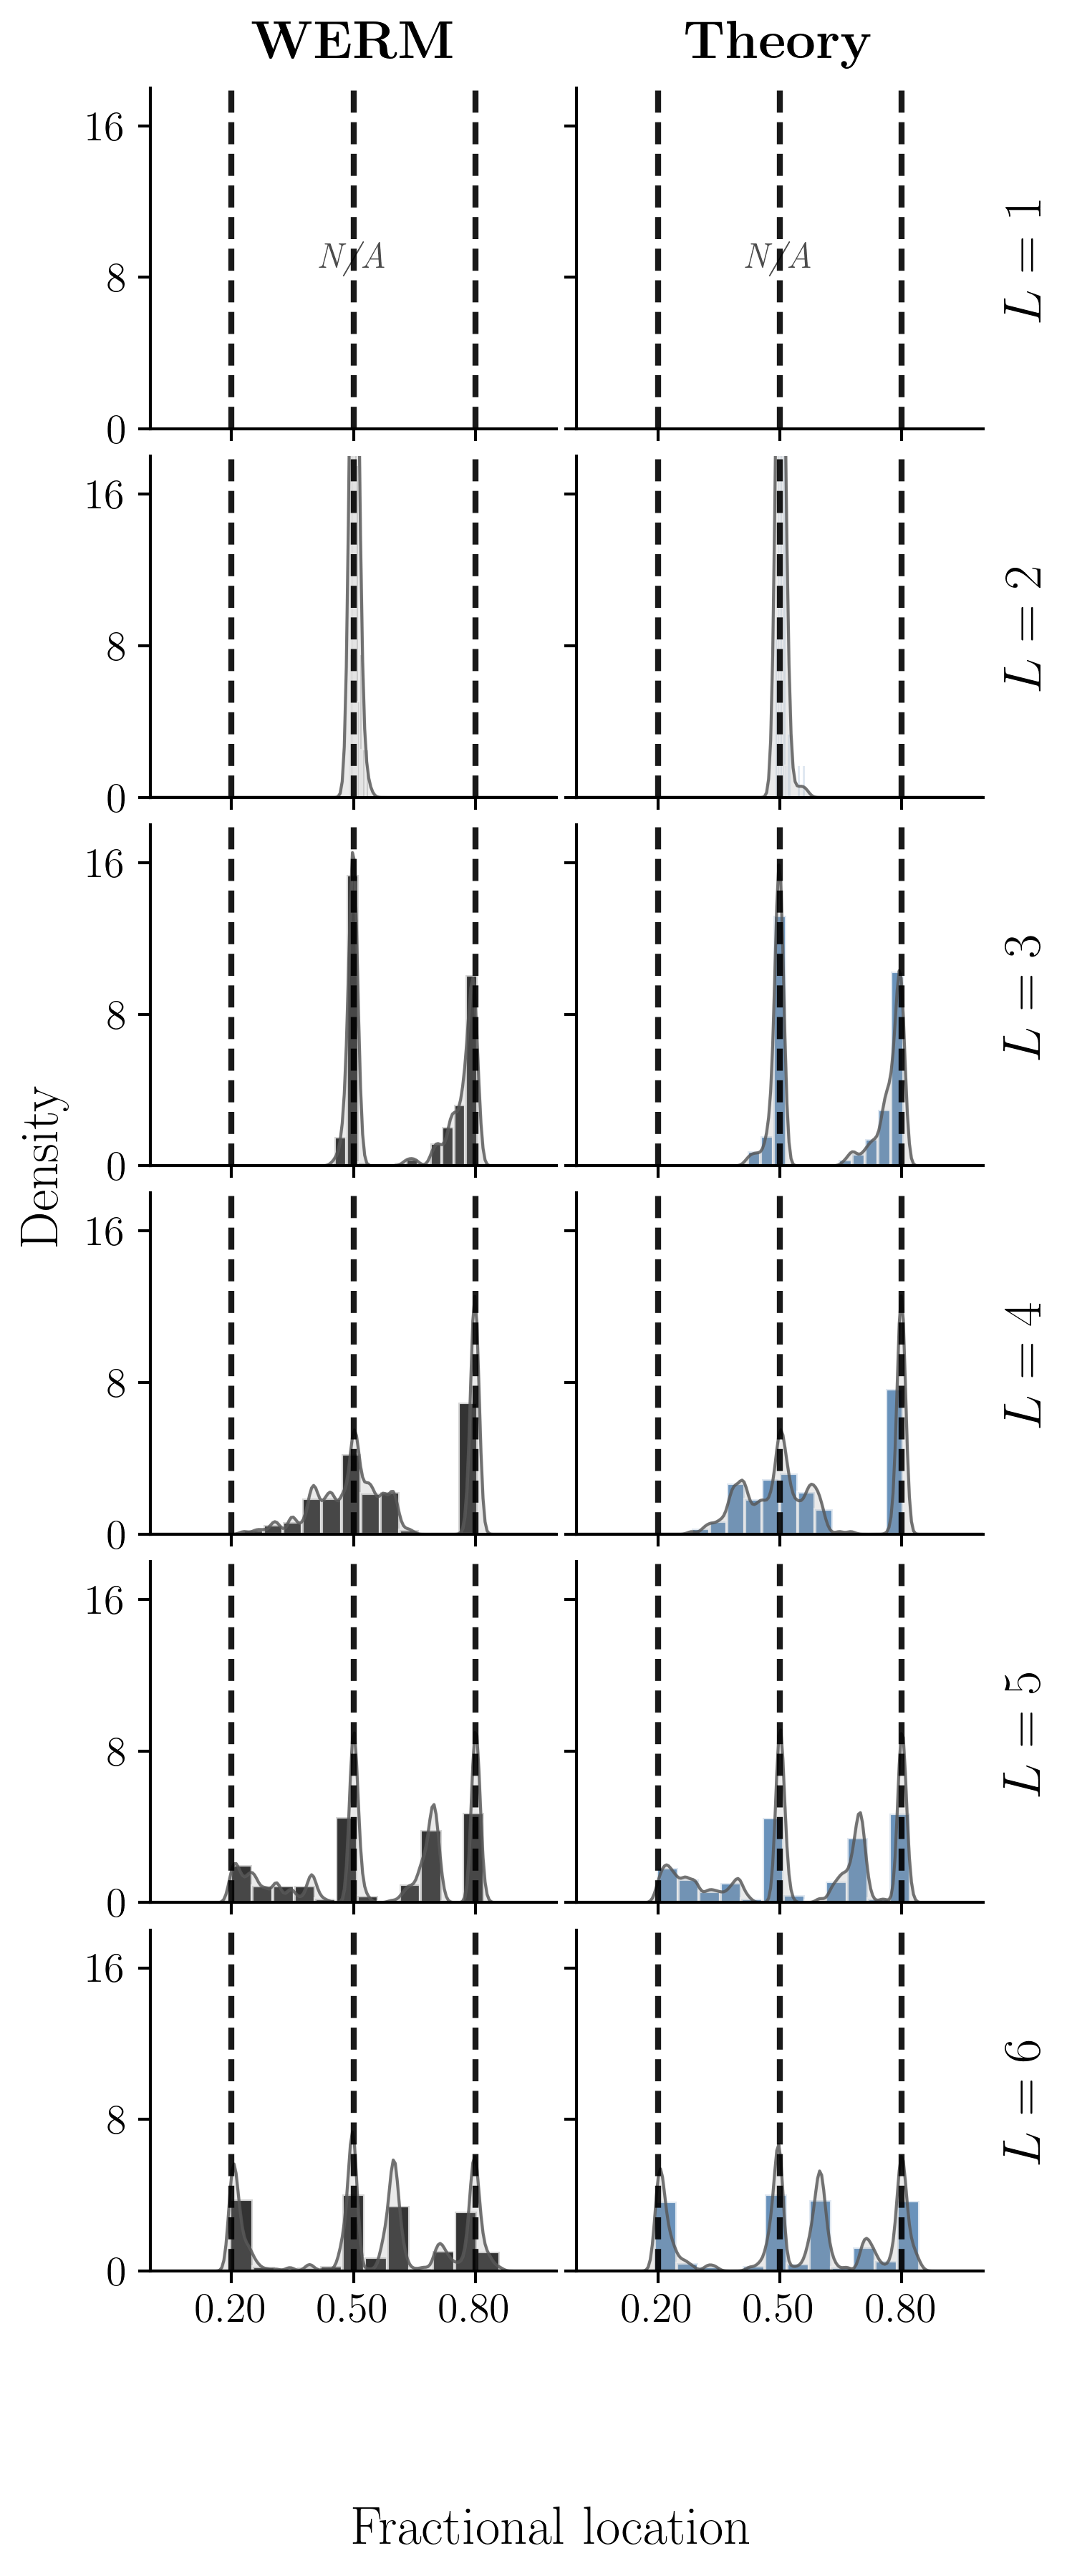 WERM Theory
16
8
0
N/A N/A
L = 1
16
8
0
L = 2
16
8
0
L = 3
Density
16
8
0
L = 4
16
8
0
L = 5
16
8
0
L = 6
0.20 0.50 0.80 0.20 0.50 0.80
Fractional location